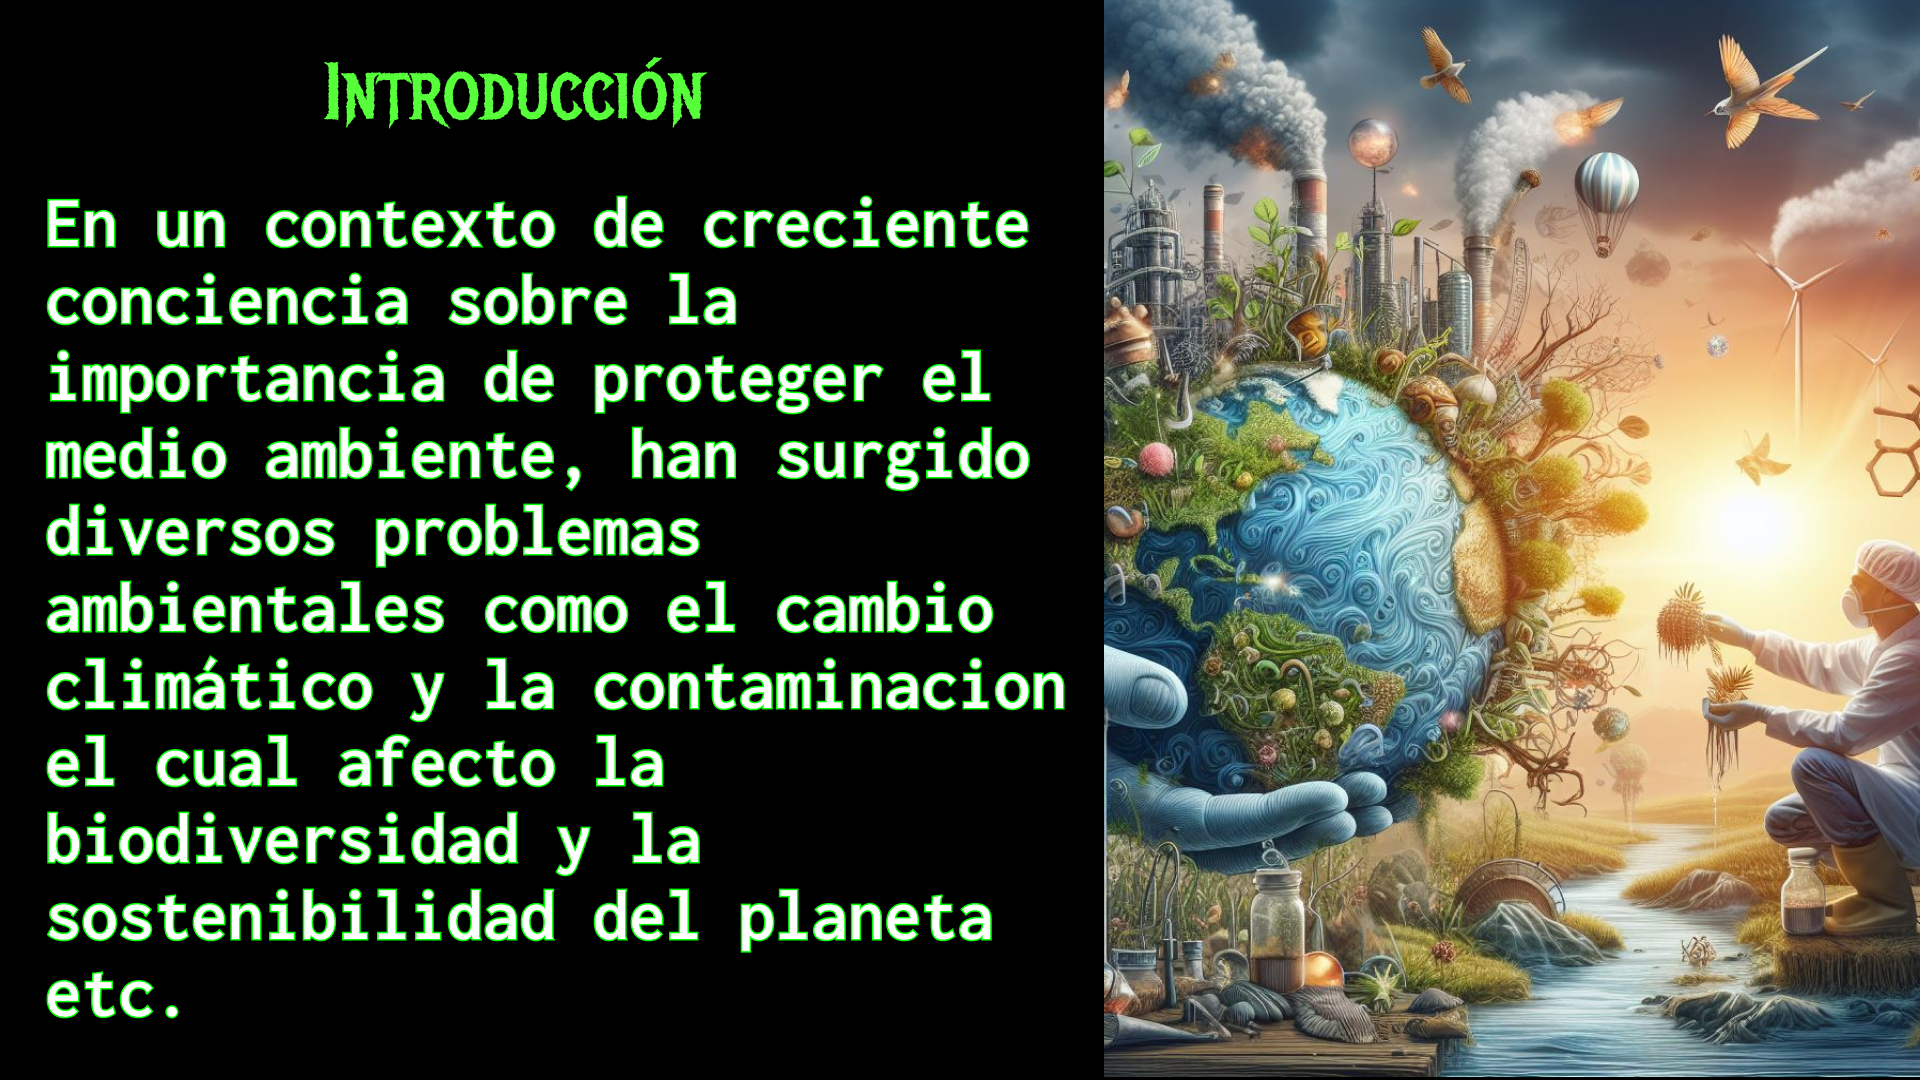 Introducción
En un contexto de creciente
conciencia sobre la
importancia de proteger el
medio ambiente, han surgido
diversos problemas
ambientales como el cambio
climático y la contaminacion
el cual afecto la
biodiversidad y la
sostenibilidad del planeta
etc.